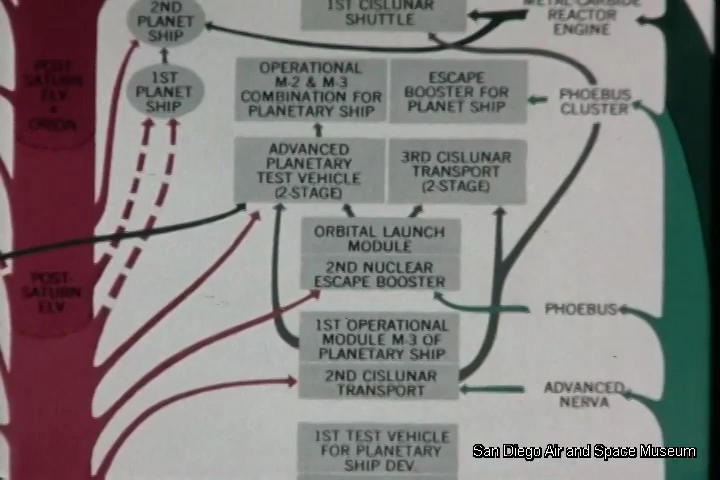 2ND
PLANET
SHIP
1ST CISLUNAR
SHUTTLE
METAL-CARBIDE
REACTOR
ENGINE
POST-
SATURN
ELV
&
ORION
1ST
PLANET
SHIP
OPERATIONAL
M-2 & M-3
COMBINATION FOR
PLANETARY SHIP
ESCAPE
BOOSTER FOR
PLANET SHIP
PHOEBUS
CLUSTER
ADVANCED
PLANETARY
TEST VEHICLE
(2-STAGE)
3RD CISLUNAR
TRANSPORT
(2-STAGE)
ORBITAL LAUNCH
MODULE
2ND NUCLEAR
ESCAPE BOOSTER
POST-
SATURN
ELV
PHOEBUS
1ST OPERATIONAL
MODULE M-3 OF
PLANETARY SHIP
2ND CISLUNAR
TRANSPORT
ADVANCED
NERVA
1ST TEST VEHICLE
FOR PLANETARY
SHIP DEV.
San Diego Air and Space Museum